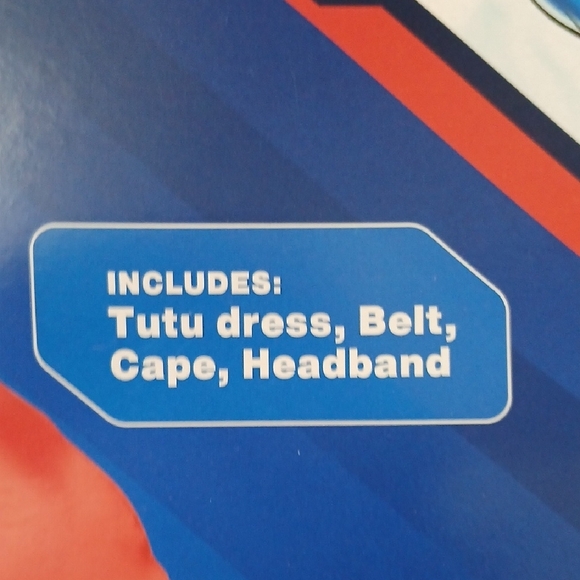 INCLUDES:
Tutu dress, Belt,
Cape, Headband